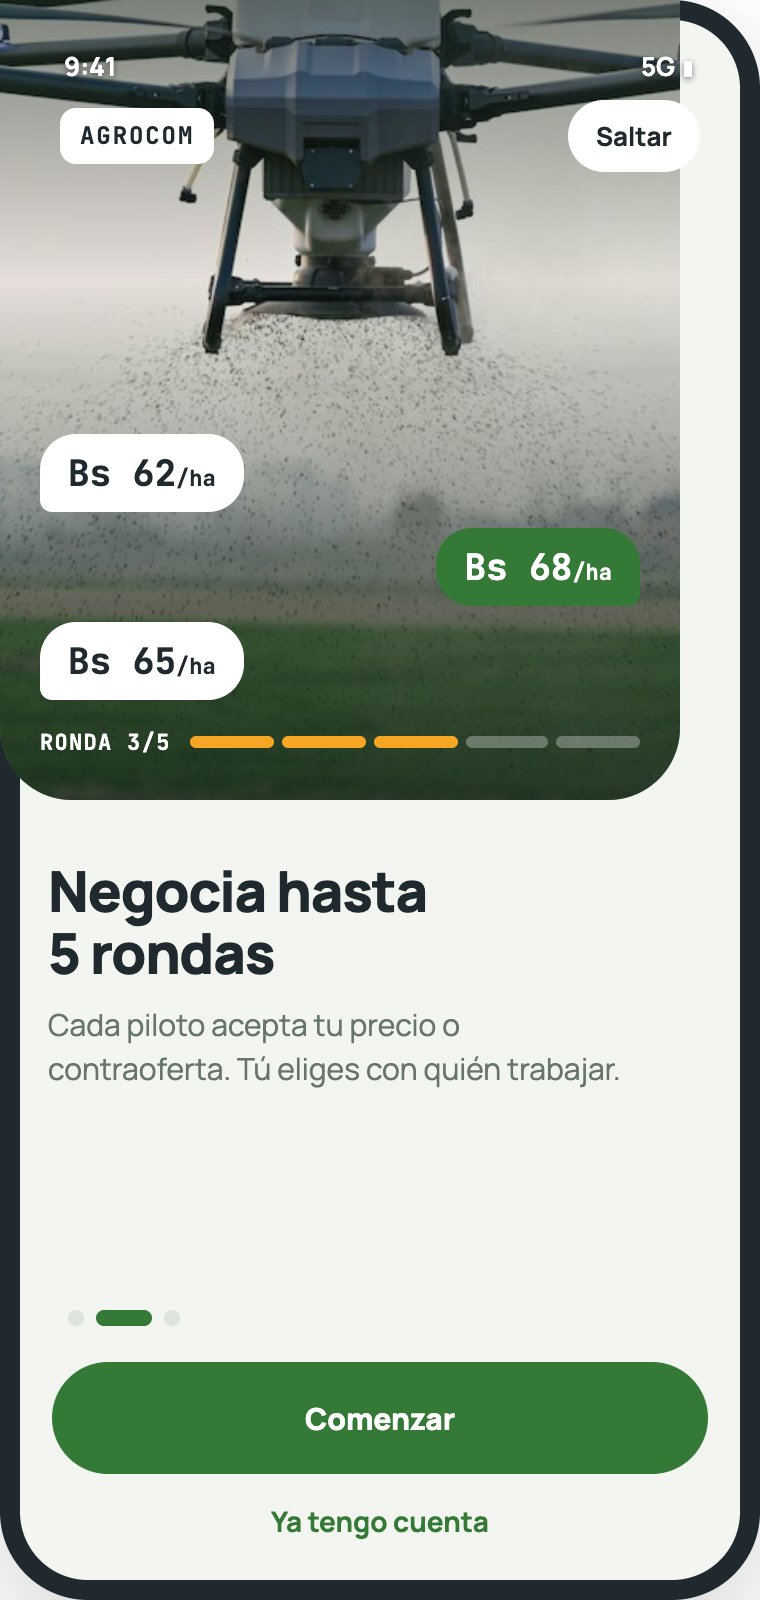 9:41
5G
AGROCOM
Saltar
Bs 62/ha
Bs 68/ha
Bs 65/ha
RONDA 3/5
Negocia hasta
5 rondas
Cada piloto acepta tu precio o
contraoferta. Tú eliges con quién trabajar.
Comenzar
Ya tengo cuenta